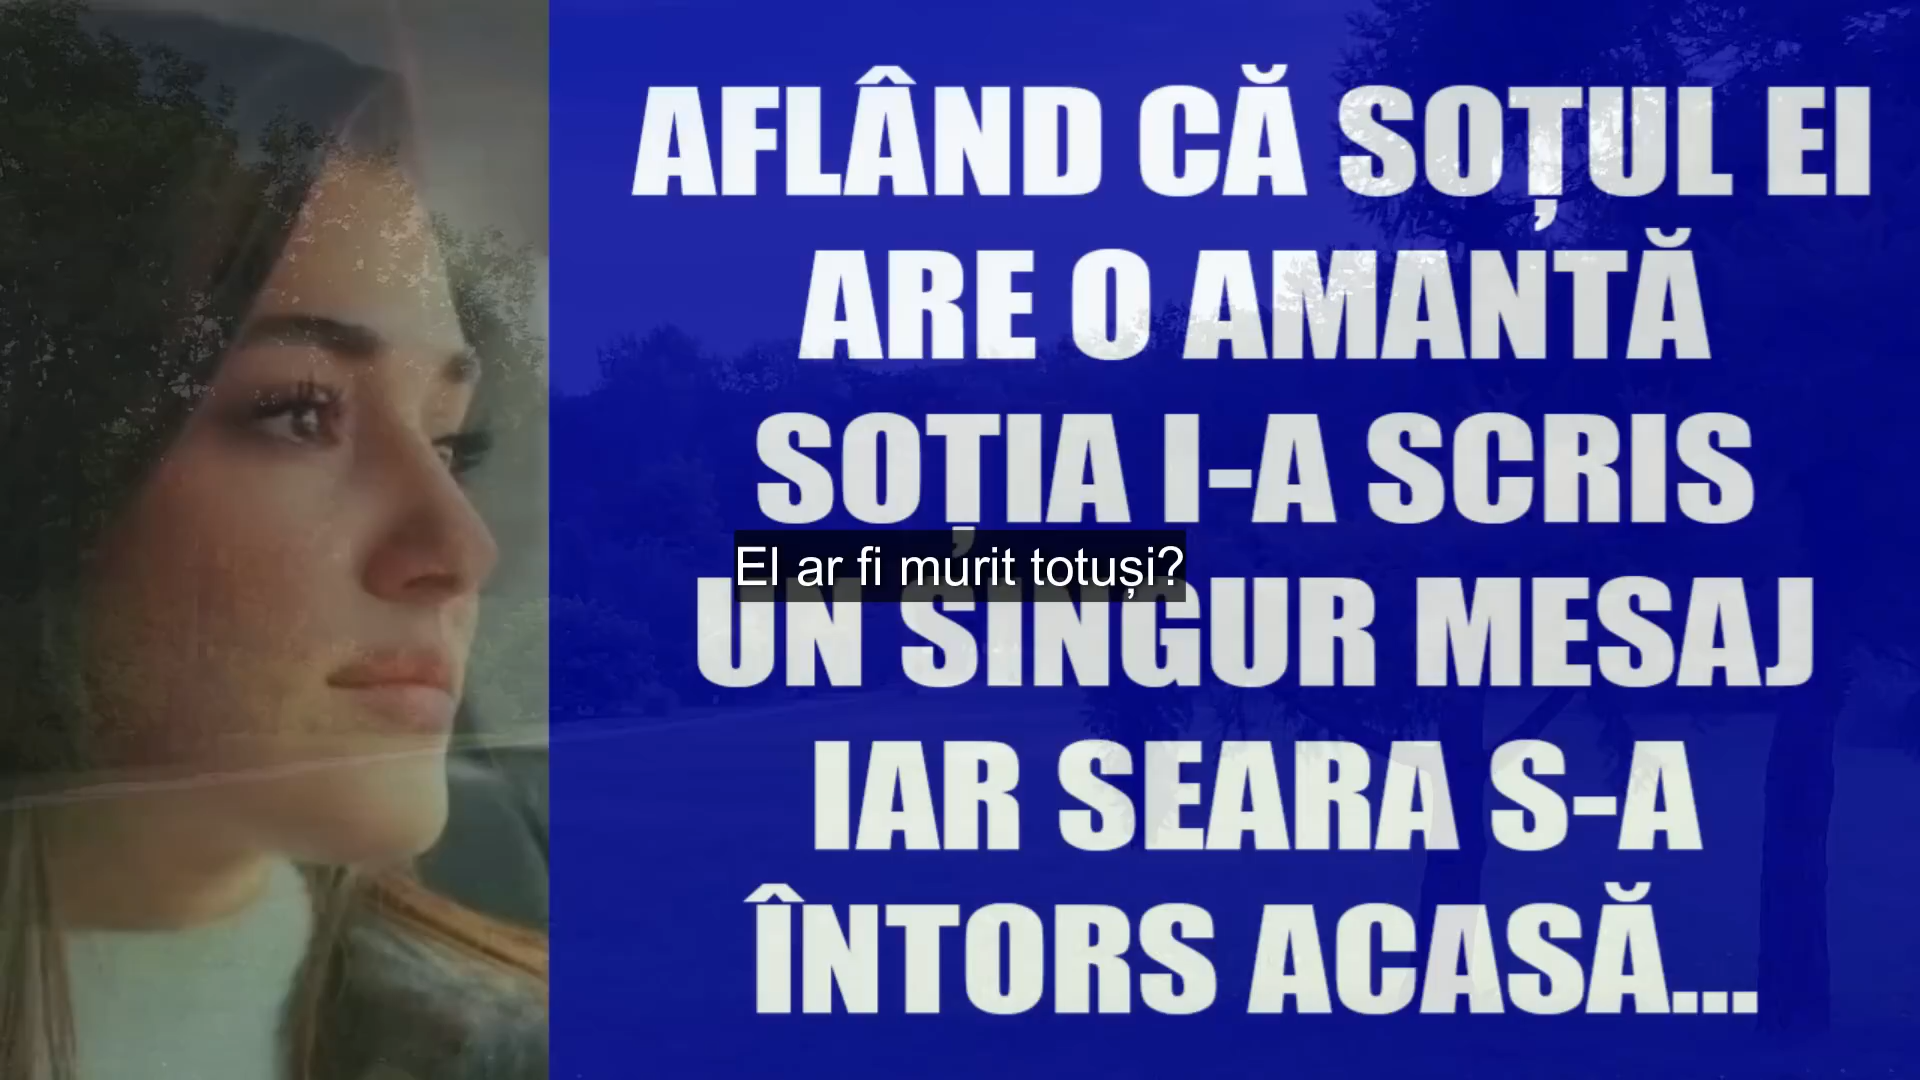 AFLÂND CĂ SOȚUL EI
ARE O AMANTĂ
SOȚIA I-A SCRIS
El ar fi murit totuși?
UN SINGUR MESAJ
IAR SEARA S-A
ÎNTORS ACASĂ...